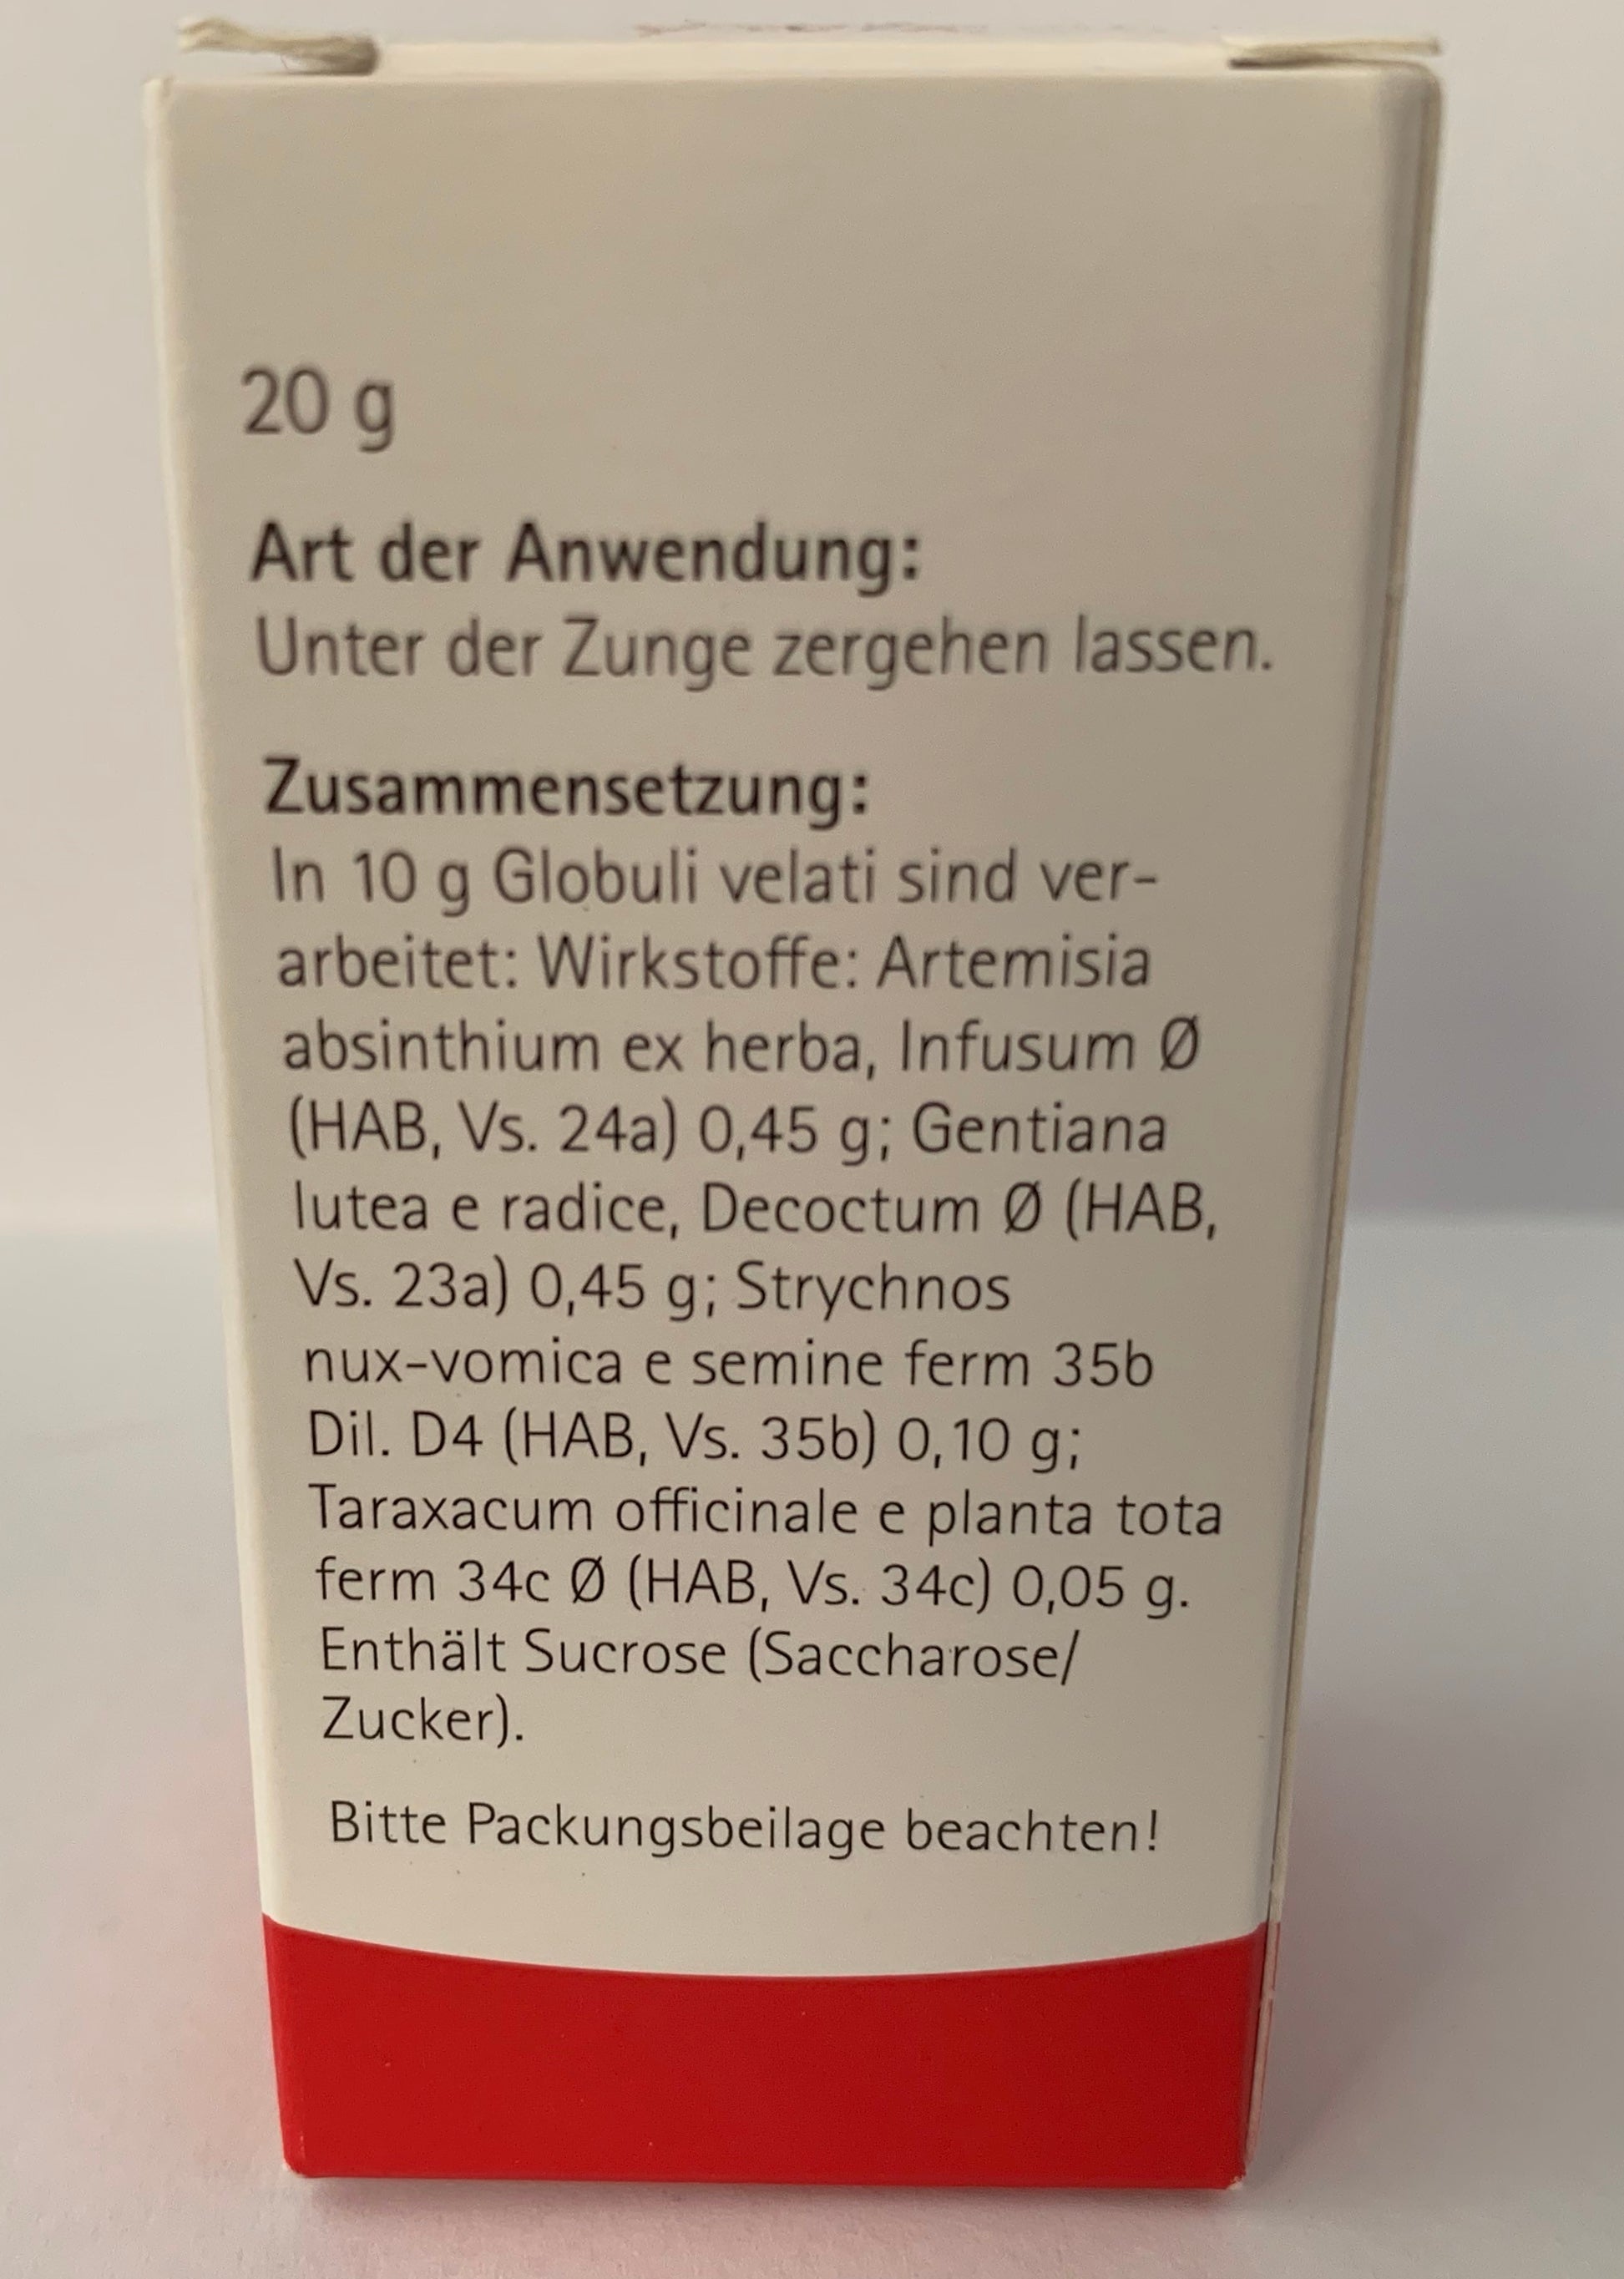 20 g
Art der Anwendung:
Unter der Zunge zergehen lassen.
Zusammensetzung:
In 10 g Globuli velati sind ver-
arbeitet: Wirkstoffe: Artemisia
absinthium ex herba, Infusum Ø
(HAB, Vs. 24a) 0,45 g; Gentiana
lutea e radice, Decoctum Ø (HAB,
Vs. 23a) 0,45 g; Strychnos
nux-vomica e semine ferm 35b
Dil. D4 (HAB, Vs. 35b) 0,10 g;
Taraxacum officinale e planta tota
ferm 34c Ø (HAB, Vs. 34c) 0,05 g.
Enthält Sucrose (Saccharose/
Zucker).
Bitte Packungsbeilage beachten!